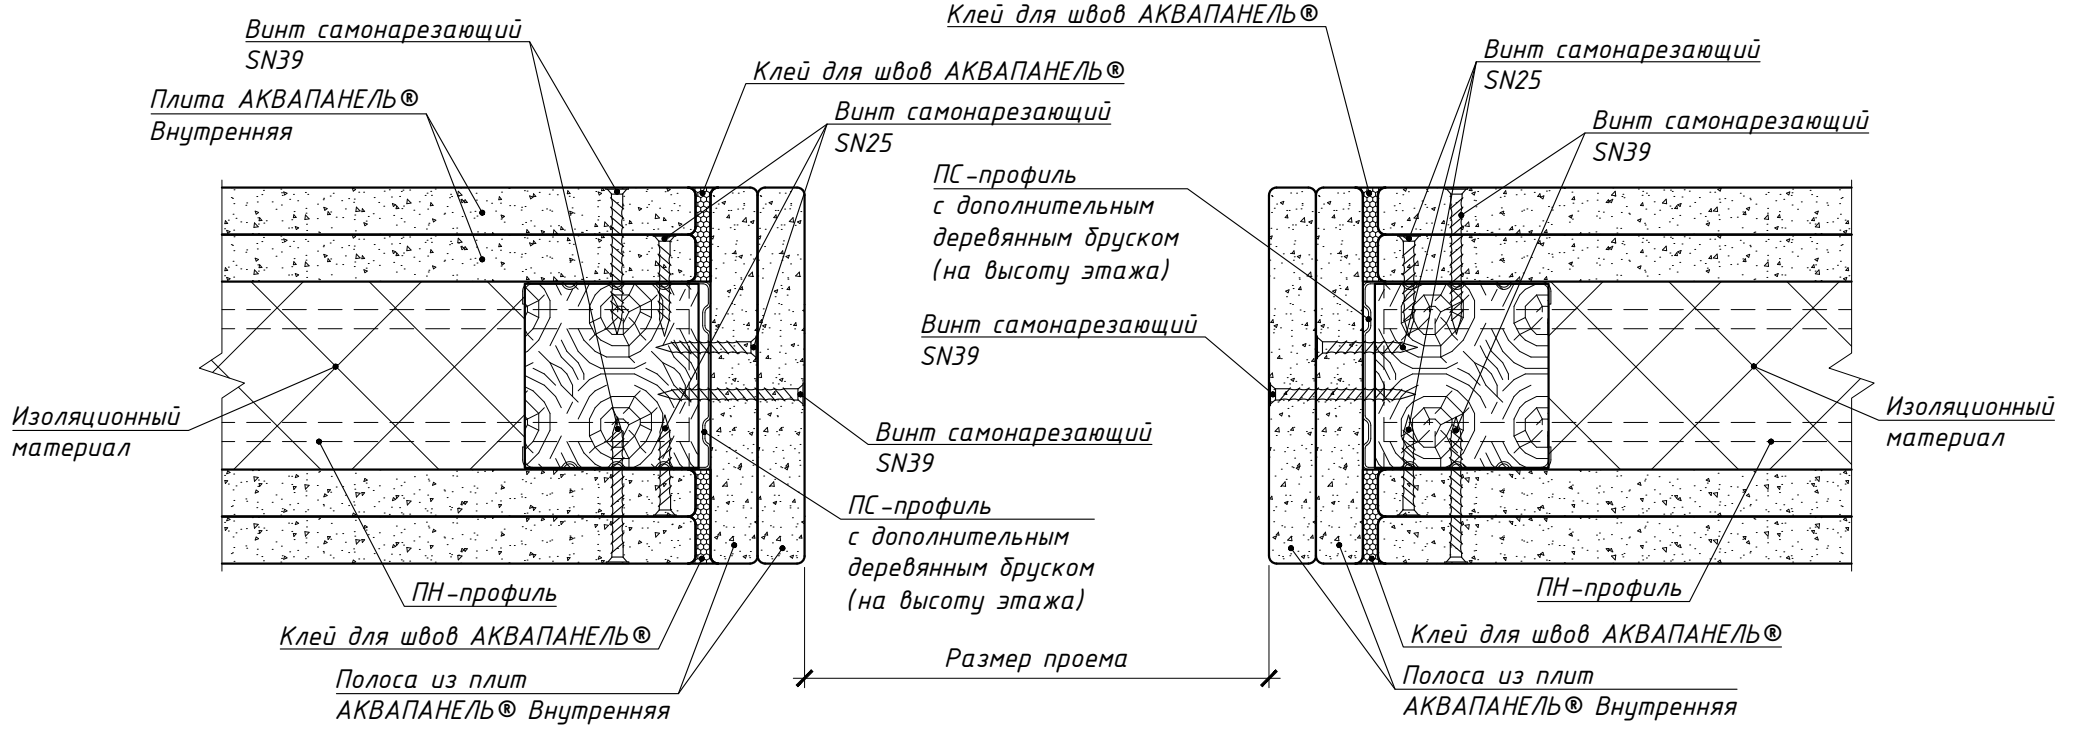 Винт самонарезающий
SN39
Плита АКВАПАНЕЛЬ®
Внутренняя
Клей для швов АКВАПАНЕЛЬ®
Винт самонарезающий
SN25
Изоляционный
материал
Винт самонарезающий
SN39
ПС-профиль
с дополнительным
деревянным бруском
(на высоту этажа)
ПН-профиль
Клей для швов АКВАПАНЕЛЬ®
Полоса из плит
АКВАПАНЕЛЬ® Внутренняя
Размер проема
Клей для швов АКВАПАНЕЛЬ®
Винт самонарезающий
SN25
Винт самонарезающий
SN39
ПС-профиль
с дополнительным
деревянным бруском
(на высоту этажа)
Винт самонарезающий
SN39
Изоляционный
материал
ПН-профиль
Клей для швов АКВАПАНЕЛЬ®
Полоса из плит
АКВАПАНЕЛЬ® Внутренняя